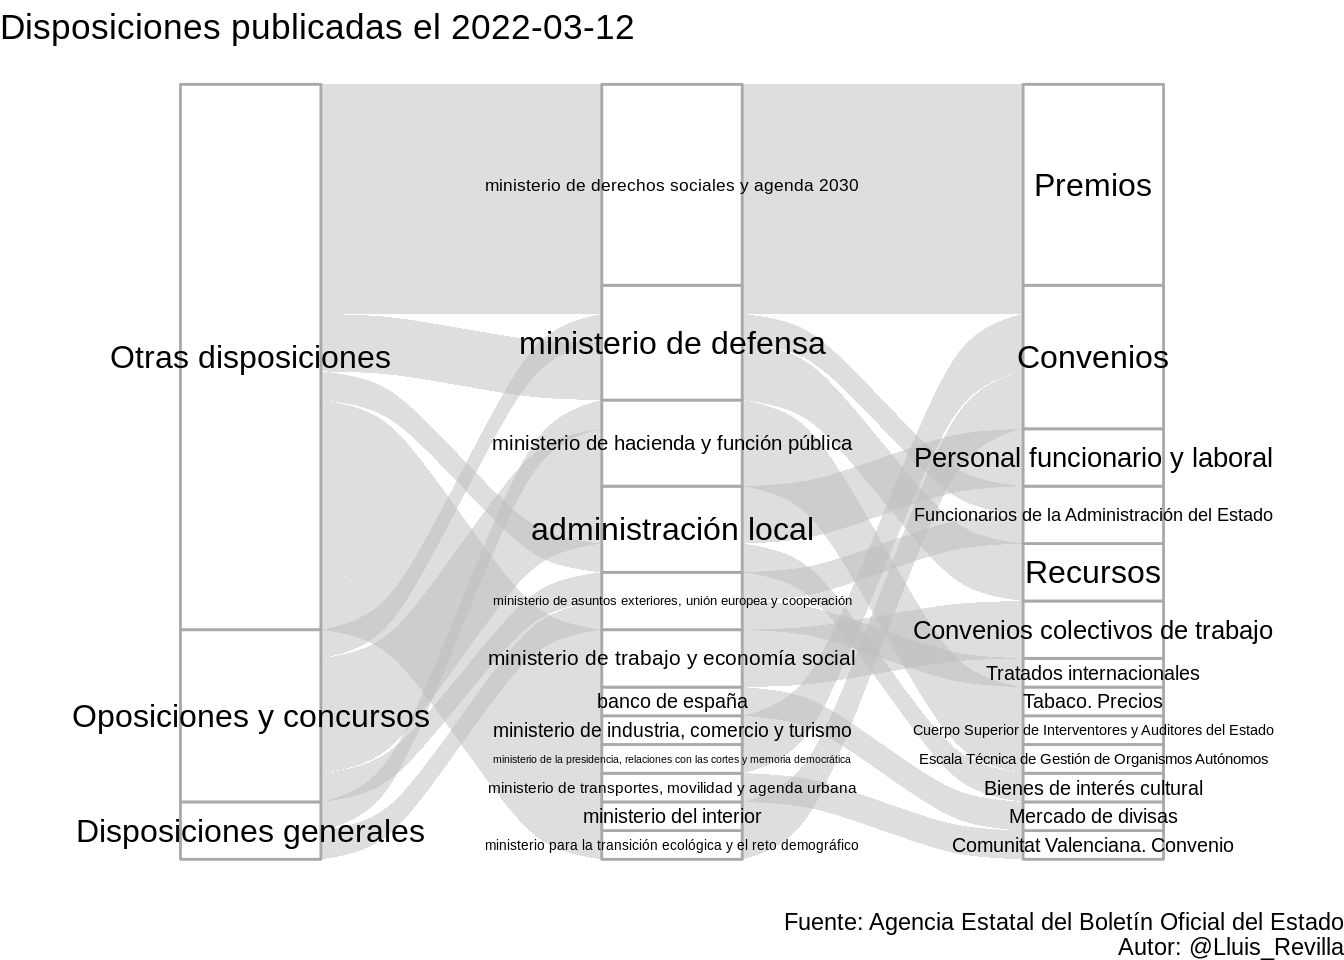 Disposiciones publicadas el 2022-03-12
Otras disposiciones
Oposiciones y concursos
Disposiciones generales
ministerio de derechos sociales y agenda 2030
ministerio de defensa
ministerio de hacienda y función pública
administración local
ministerio de asuntos exteriores, unión europea y cooperación
ministerio de trabajo y economía social
banco de españa
ministerio de industria, comercio y turismo
ministerio de la presidencia, relaciones con las cortes y memoria democrática
ministerio de transportes, movilidad y agenda urbana
ministerio del interior
ministerio para la transición ecológica y el reto demográfico
Premios
Convenios
Personal funcionario y laboral
Funcionarios de la Administración del Estado
Recursos
Convenios colectivos de trabajo
Tratados internacionales
Tabaco. Precios
Cuerpo Superior de Interventores y Auditores del Estado
Escala Técnica de Gestión de Organismos Autónomos
Bienes de interés cultural
Mercado de divisas
Comunitat Valenciana. Convenio
Fuente: Agencia Estatal del Boletín Oficial del Estado
Autor: @Lluis_Revilla